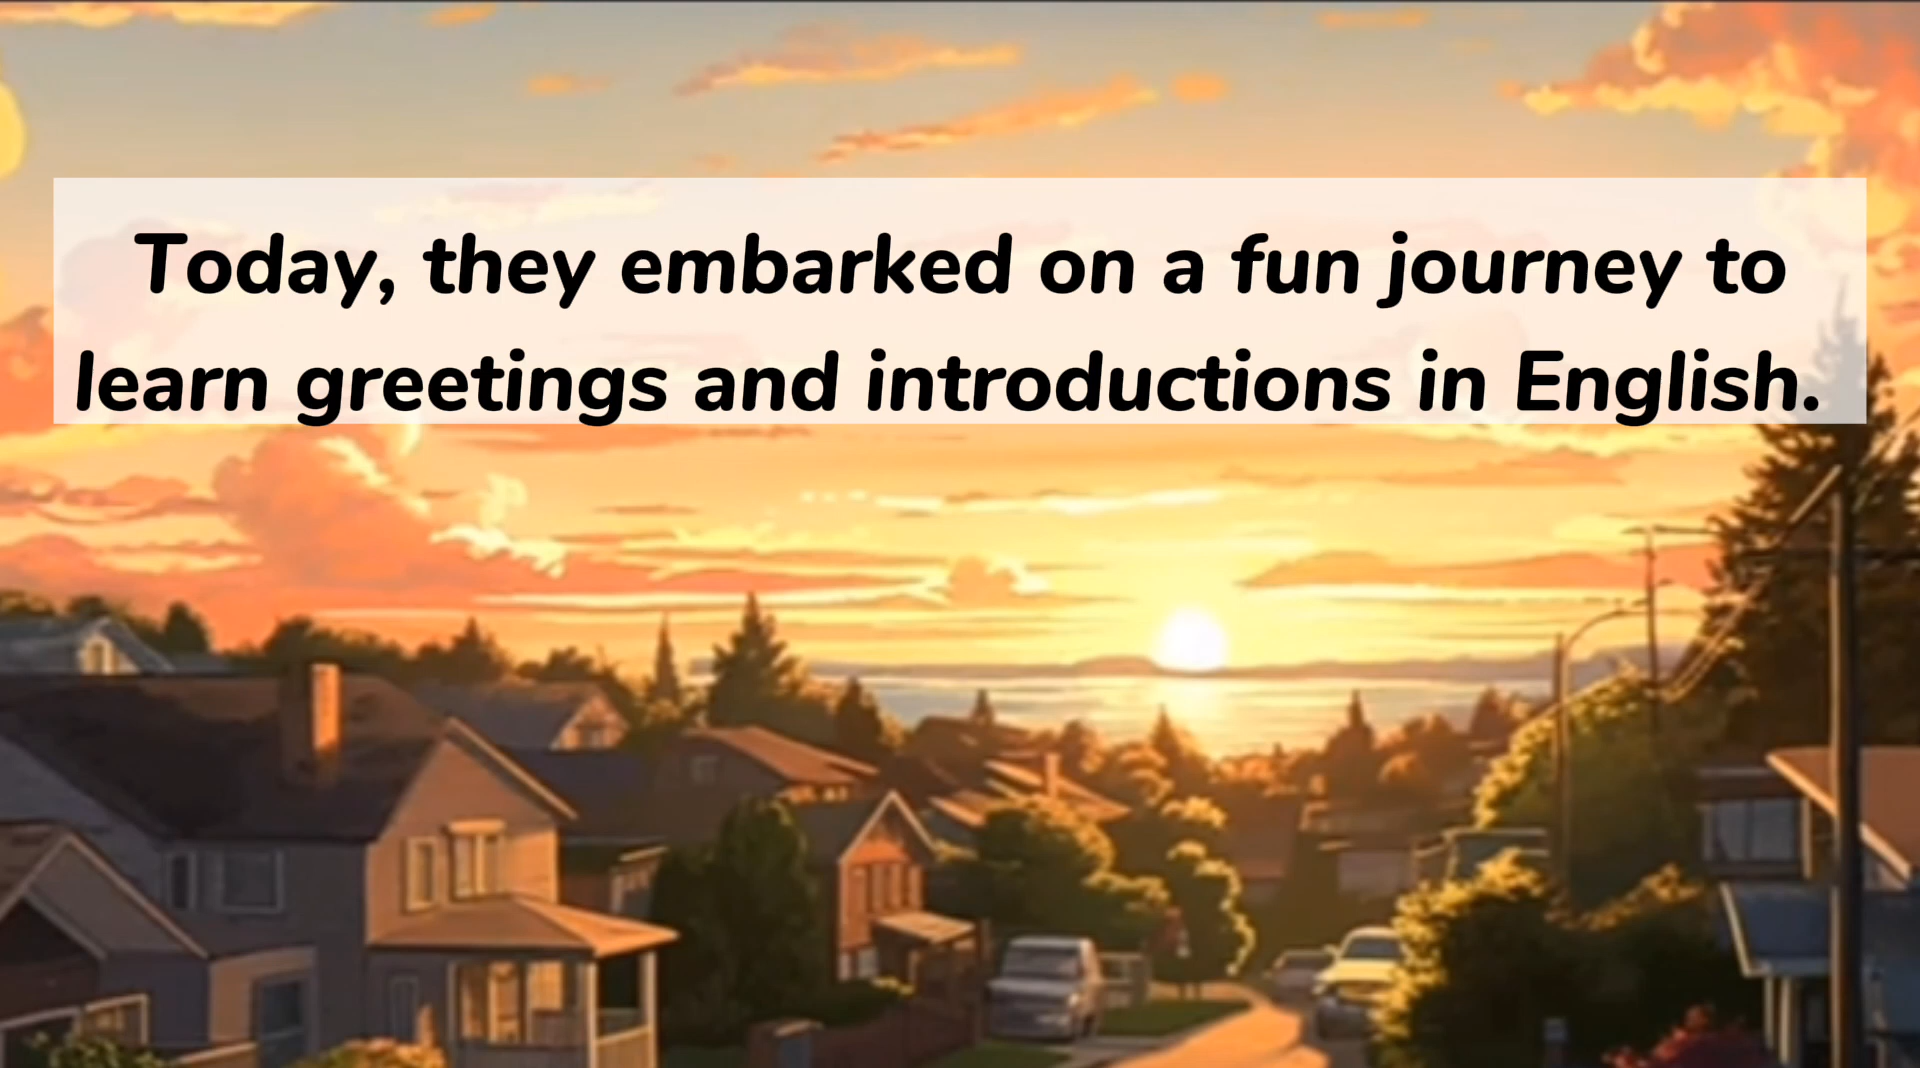 Today, they embarked on a fun journey to
learn greetings and introductions in English.